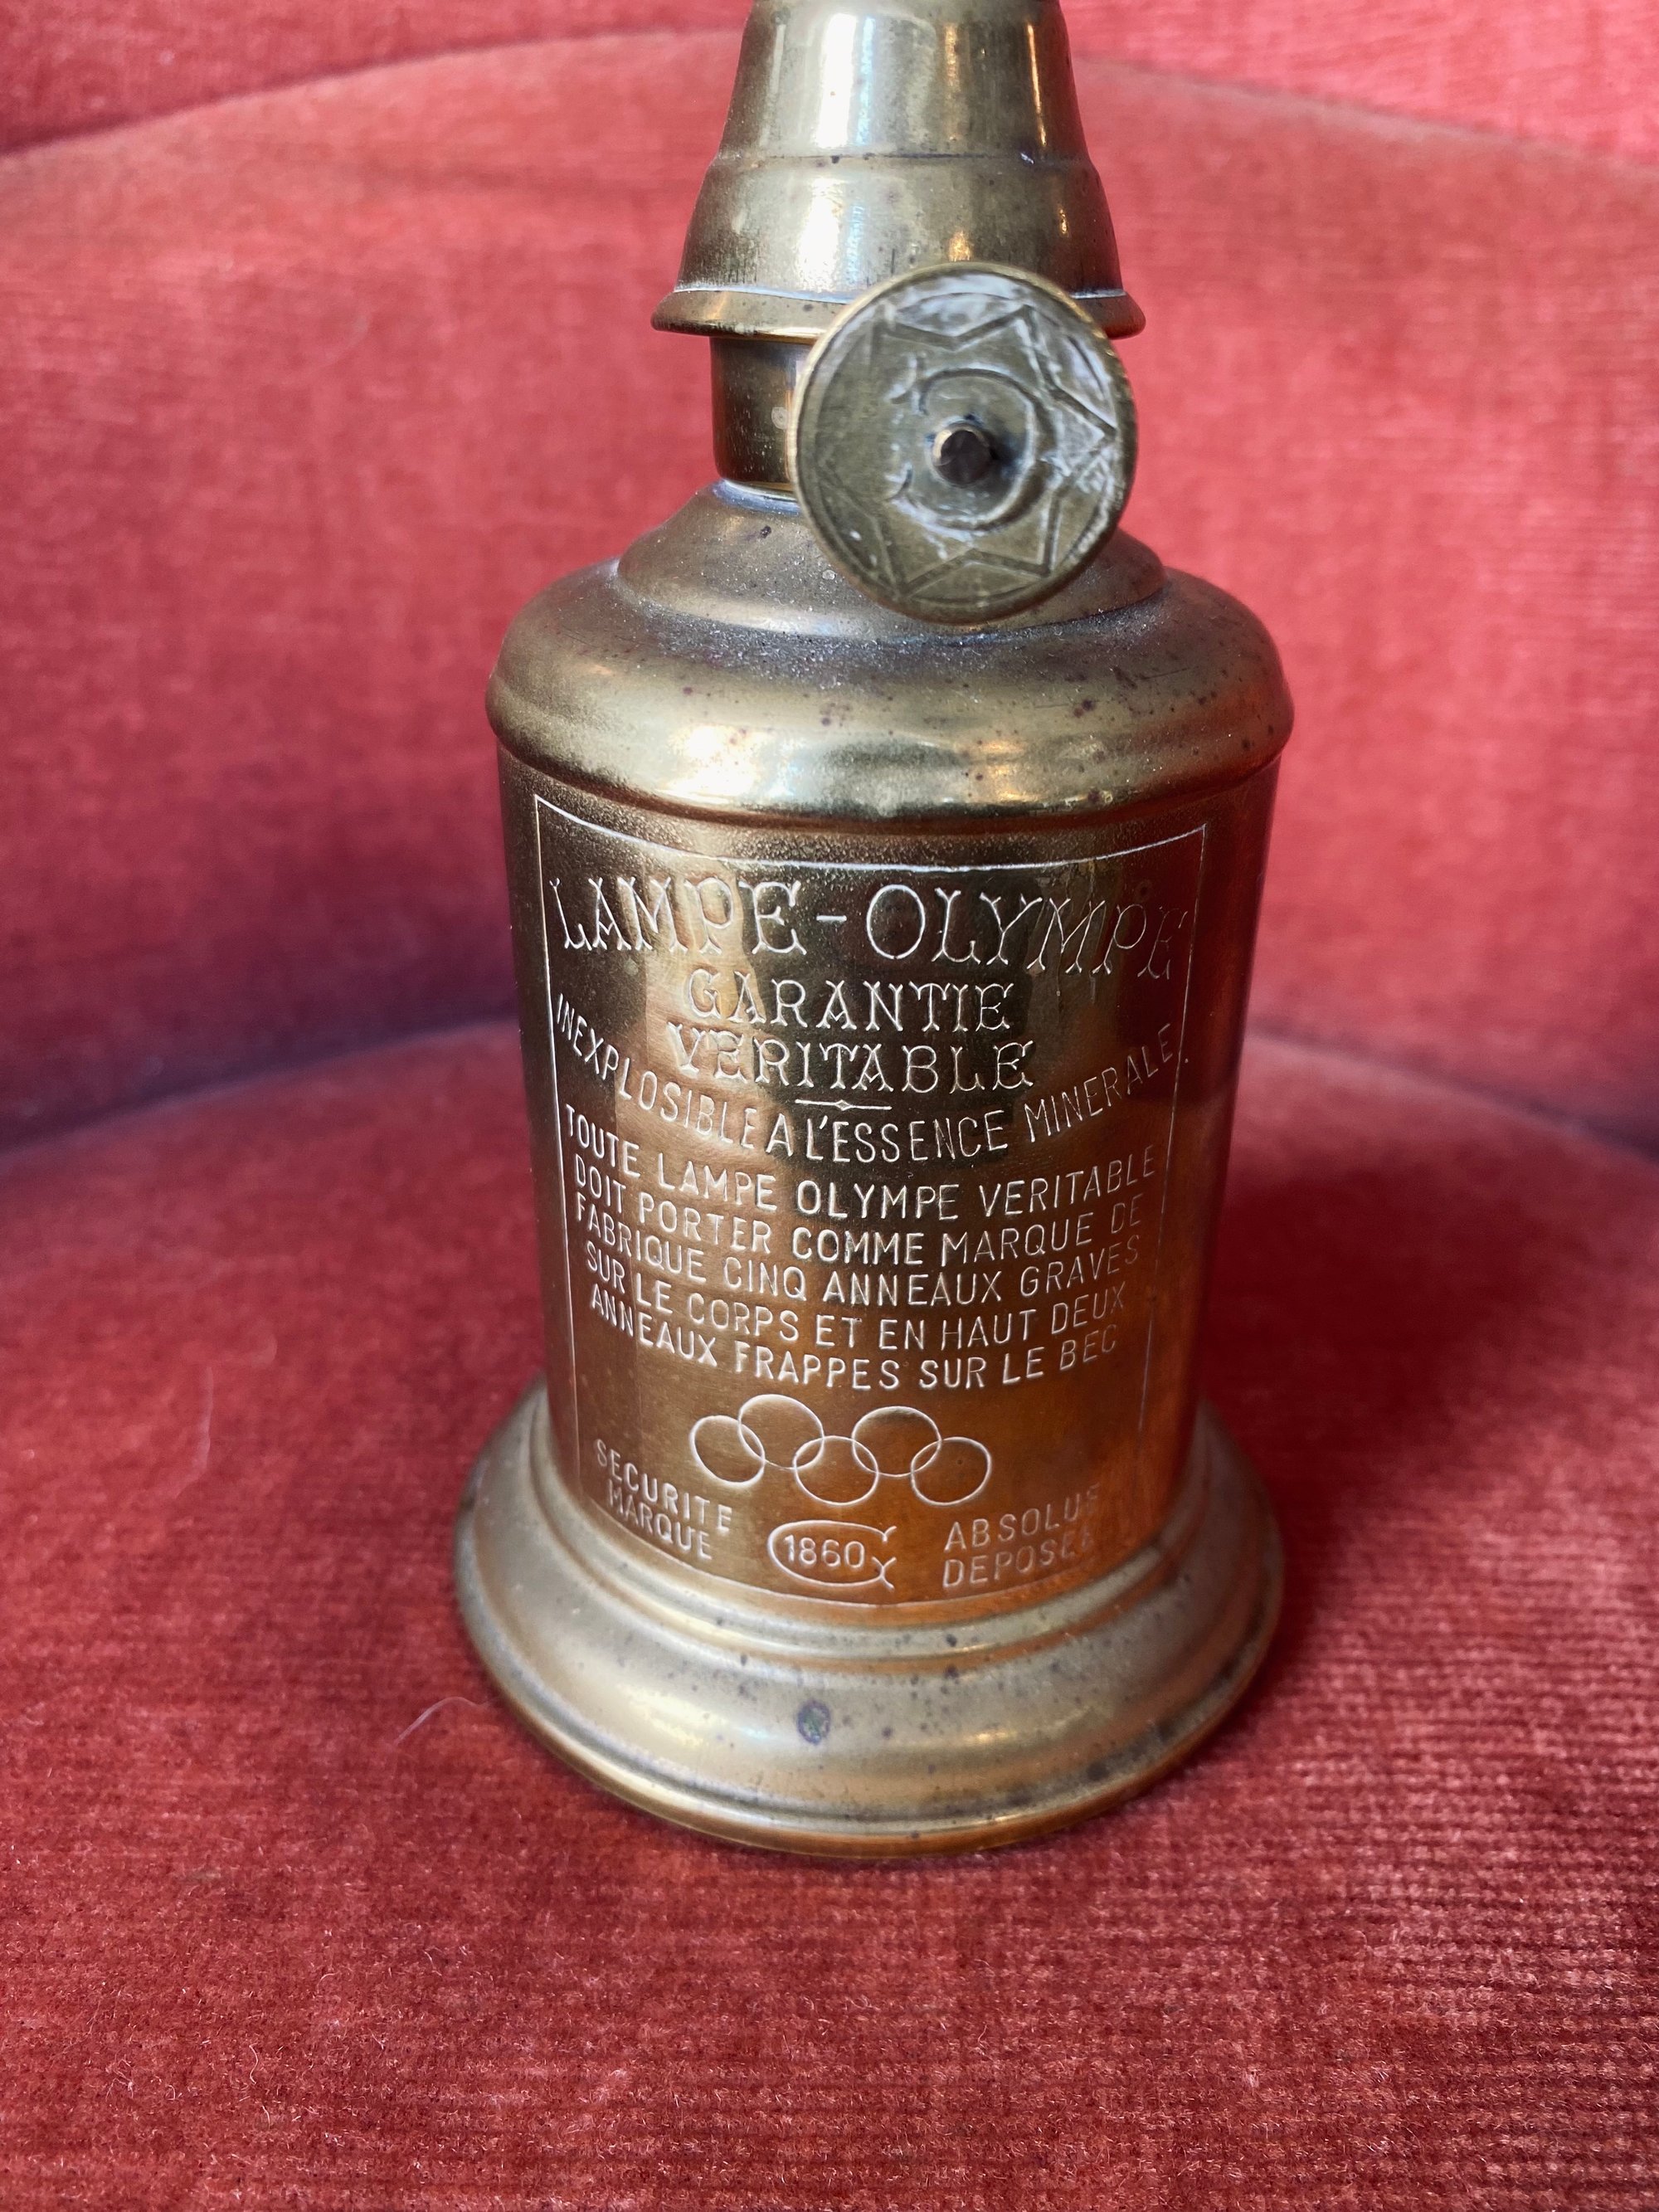 LAMPE-OLYMPE
GARANTIE
VERITABLE
INEXPLOSIBLE A L'ESSENCE MINERALE
TOUTE LAMPE OLYMPE VERITABLE
DOIT PORTER COMME MARQUE DE
FABRIQUE CINQ ANNEAUX GRAVES
SUR LE CORPS ET EN HAUT DEUX
ANNEAUX FRAPPES SUR LE BEC
SECURITE ABSOLUE
MARQUE 1860 DEPOSEE